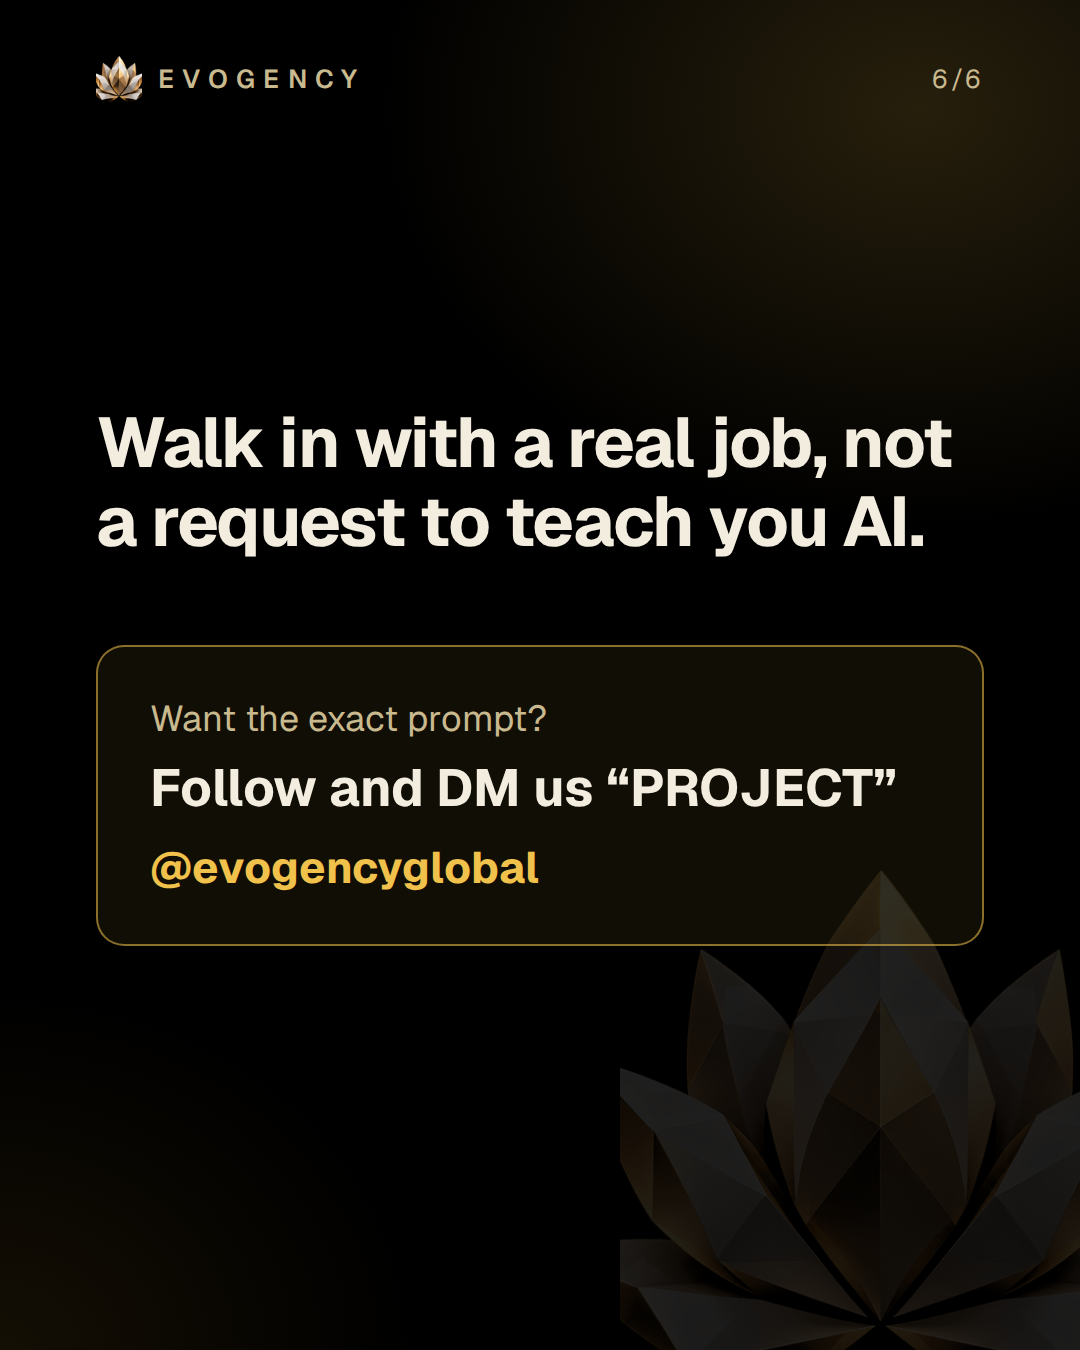 EVOGENCY
6/6
Walk in with a real job, not
a request to teach you AI.
Want the exact prompt?
Follow and DM us “PROJECT”
@evogencyglobal